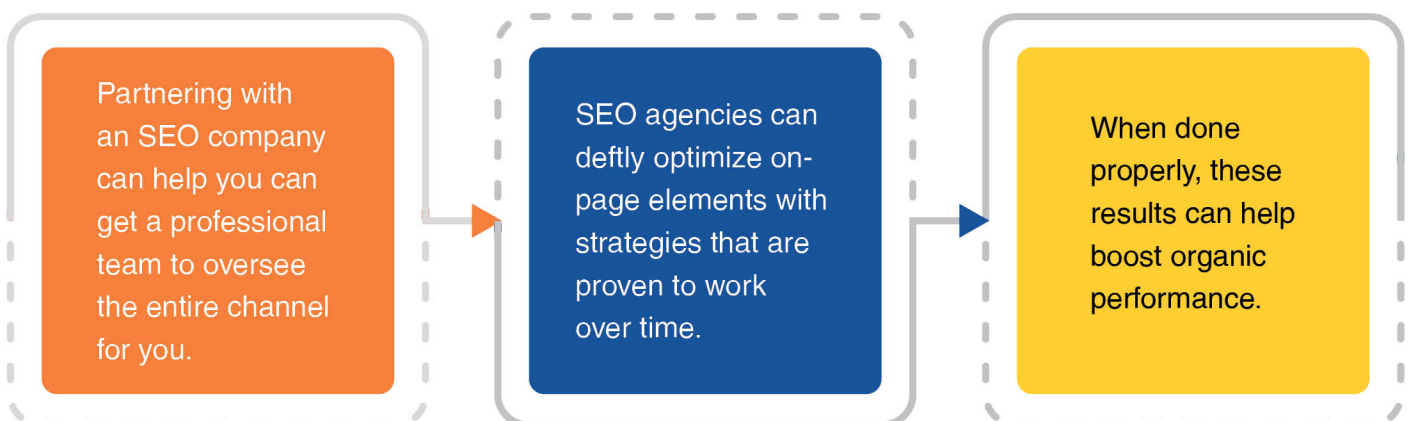 Partnering with
an SEO company
can help you can
get a professional
team to oversee
the entire channel
for you.
SEO agencies can
deftly optimize on-
page elements with
strategies that are
proven to work
over time.
When done
properly, these
results can help
boost organic
performance.